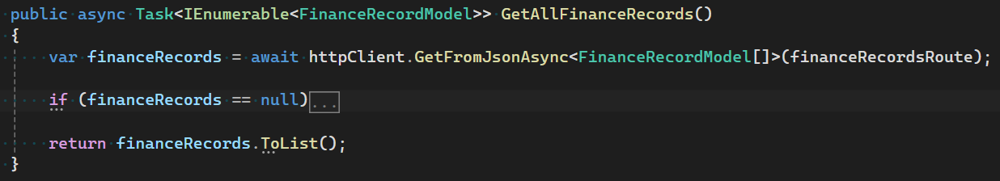 public async Task<IEnumerable<FinanceRecordModel>> GetAllFinanceRecords()
{
    var financeRecords = await httpClient.GetFromJsonAsync<FinanceRecordModel[]>(financeRecordsRoute);
    if (financeRecords == null)...
    return financeRecords.ToList();
}